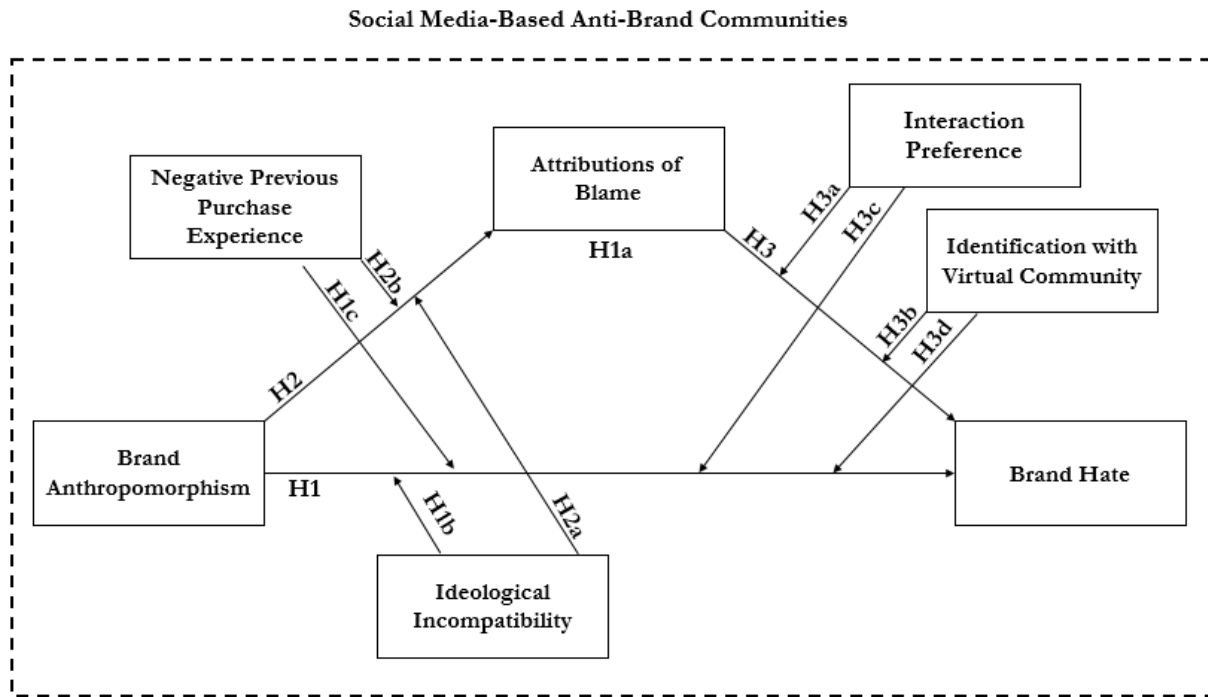 Social Media-Based Anti-Brand Communities
Interaction
Preference
Attributions of
Blame
Negative Previous
Purchase
Experience
H3a
H3c
Identification with
Virtual Community
H1a
H3
H2b
H1c
H3b
H3d
H2
Brand
Anthropomorphism
H1
Brand Hate
H1b
H2a
Ideological
Incompatibility